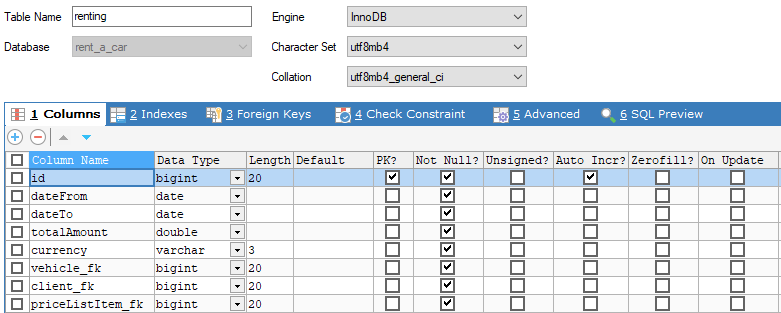 Table Name renting Engine InnoDB
Database rent_a_car Character Set utf8mb4
Collation utf8mb4_general_ci
1 Columns 2 Indexes 3 Foreign Keys 4 Check Constraint 5 Advanced 6 SQL Preview
Column Name Data Type Length Default PK? Not Null? Unsigned? Auto Incr? Zerofill? On Update
id bigint 20
dateFrom date
dateTo date
totalAmount double
currency varchar 3
vehicle_fk bigint 20
client_fk bigint 20
priceListItem_fk bigint 20